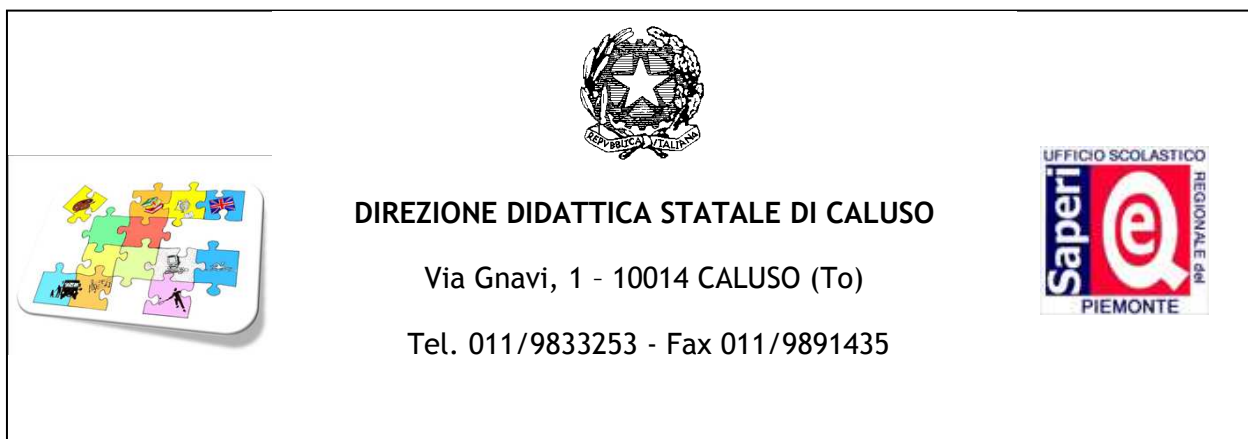 REPVBBLICA ITALIANA
DIREZIONE DIDATTICA STATALE DI CALUSO
Via Gnavi, 1 – 10014 CALUSO (To)
Tel. 011/9833253 - Fax 011/9891435
UFFICIO SCOLASTICO
REGIONALE del
Saperi
e
PIEMONTE